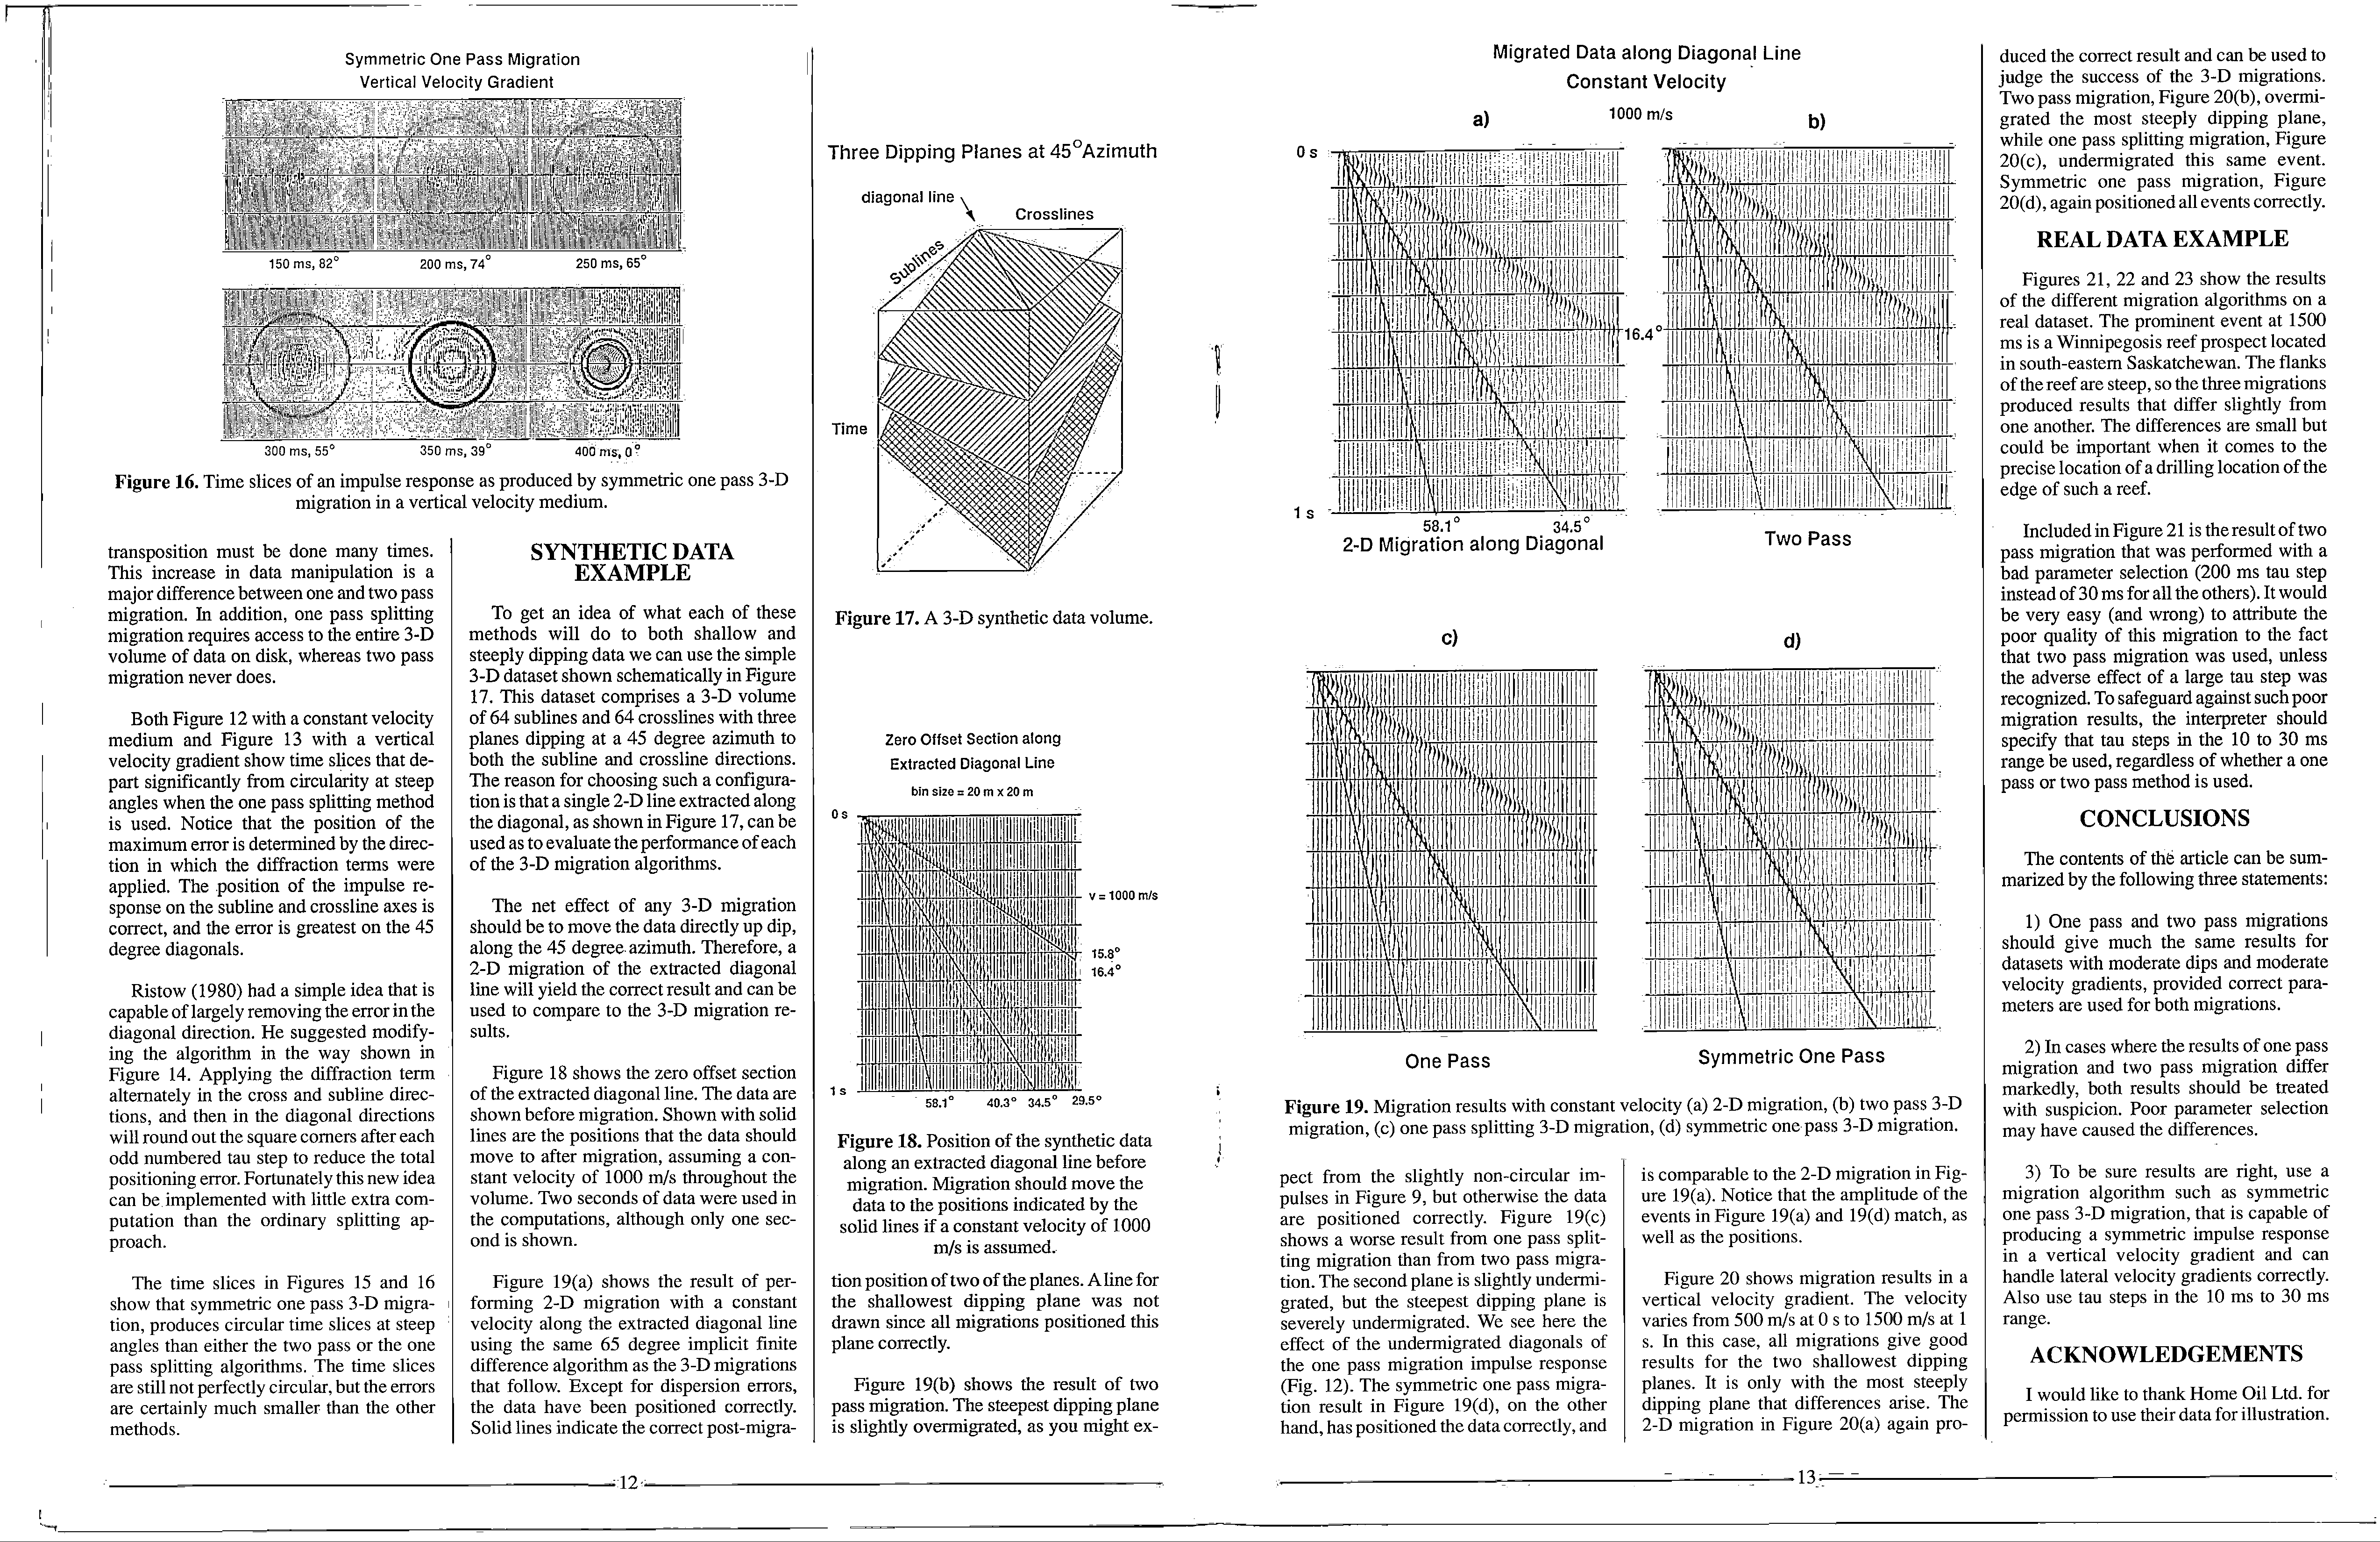 Symmetric One Pass Migration
Vertical Velocity Gradient
150 ms, 82°
200 ms, 74°
250 ms, 65°
300 ms, 55°
350 ms, 39°
400 ms, 0°
Figure 16. Time slices of an impulse response as produced by symmetric one pass 3-D
migration in a vertical velocity medium.
transposition must be done many times.
This increase in data manipulation is a
major difference between one and two pass
migration. In addition, one pass splitting
migration requires access to the entire 3-D
volume of data on disk, whereas two pass
migration never does.
Both Figure 12 with a constant velocity
medium and Figure 13 with a vertical
velocity gradient show time slices that de-
part significantly from circularity at steep
angles when the one pass splitting method
is used. Notice that the position of the
maximum error is determined by the direc-
tion in which the diffraction terms were
applied. The position of the impulse re-
sponse on the subline and crossline axes is
correct, and the error is greatest on the 45
degree diagonals.
Ristow (1980) had a simple idea that is
capable of largely removing the error in the
diagonal direction. He suggested modify-
ing the algorithm in the way shown in
Figure 14. Applying the diffraction term
alternately in the cross and subline direc-
tions, and then in the diagonal directions
will round out the square corners after each
odd numbered tau step to reduce the total
positioning error. Fortunately this new idea
can be implemented with little extra com-
putation than the ordinary splitting ap-
proach.
The time slices in Figures 15 and 16
show that symmetric one pass 3-D migra-
tion, produces circular time slices at steep
angles than either the two pass or the one
pass splitting algorithms. The time slices
are still not perfectly circular, but the errors
are certainly much smaller than the other
methods.
SYNTHETIC DATA
EXAMPLE
To get an idea of what each of these
methods will do to both shallow and
steeply dipping data we can use the simple
3-D dataset shown schematically in Figure
17. This dataset comprises a 3-D volume
of 64 sublines and 64 crosslines with three
planes dipping at a 45 degree azimuth to
both the subline and crossline directions.
The reason for choosing such a configura-
tion is that a single 2-D line extracted along
the diagonal, as shown in Figure 17, can be
used as to evaluate the performance of each
of the 3-D migration algorithms.
The net effect of any 3-D migration
should be to move the data directly up dip,
along the 45 degree azimuth. Therefore, a
2-D migration of the extracted diagonal
line will yield the correct result and can be
used to compare to the 3-D migration re-
sults.
Figure 18 shows the zero offset section
of the extracted diagonal line. The data are
shown before migration. Shown with solid
lines are the positions that the data should
move to after migration, assuming a con-
stant velocity of 1000 m/s throughout the
volume. Two seconds of data were used in
the computations, although only one sec-
ond is shown.
Figure 19(a) shows the result of per-
forming 2-D migration with a constant
velocity along the extracted diagonal line
using the same 65 degree implicit finite
difference algorithm as the 3-D migrations
that follow. Except for dispersion errors,
the data have been positioned correctly.
Solid lines indicate the correct post-migra-
Three Dipping Planes at 45° Azimuth
diagonal line
Crosslines
Sublines
Time
Figure 17. A 3-D synthetic data volume.
Zero Offset Section along
Extracted Diagonal Line
bin size = 20 m x 20 m
0 s
v = 1000 m/s
15.8°
16.4°
1 s
58.1° 40.3° 34.5° 29.5°
Figure 18. Position of the synthetic data
along an extracted diagonal line before
migration. Migration should move the
data to the positions indicated by the
solid lines if a constant velocity of 1000
m/s is assumed.
tion position of two of the planes. A line for
the shallowest dipping plane was not
drawn since all migrations positioned this
plane correctly.
Figure 19(b) shows the result of two
pass migration. The steepest dipping plane
is slightly overmigrated, as you might ex-
12
Migrated Data along Diagonal Line
Constant Velocity
1000 m/s
a)
b)
0 s
16.4°
1 s
58.1°
34.5°
2-D Migration along Diagonal
Two Pass
c)
d)
One Pass
Symmetric One Pass
Figure 19. Migration results with constant velocity (a) 2-D migration, (b) two pass 3-D
migration, (c) one pass splitting 3-D migration, (d) symmetric one pass 3-D migration.
pect from the slightly non-circular im-
pulses in Figure 9, but otherwise the data
are positioned correctly. Figure 19(c)
shows a worse result from one pass split-
ting migration than from two pass migra-
tion. The second plane is slightly undermi-
grated, but the steepest dipping plane is
severely undermigrated. We see here the
effect of the undermigrated diagonals of
the one pass migration impulse response
(Fig. 12). The symmetric one pass migra-
tion result in Figure 19(d), on the other
hand, has positioned the data correctly, and
is comparable to the 2-D migration in Fig-
ure 19(a). Notice that the amplitude of the
events in Figure 19(a) and 19(d) match, as
well as the positions.
Figure 20 shows migration results in a
vertical velocity gradient. The velocity
varies from 500 m/s at 0 s to 1500 m/s at 1
s. In this case, all migrations give good
results for the two shallowest dipping
planes. It is only with the most steeply
dipping plane that differences arise. The
2-D migration in Figure 20(a) again pro-
duced the correct result and can be used to
judge the success of the 3-D migrations.
Two pass migration, Figure 20(b), overmi-
grated the most steeply dipping plane,
while one pass splitting migration, Figure
20(c), undermigrated this same event.
Symmetric one pass migration, Figure
20(d), again positioned all events correctly.
REAL DATA EXAMPLE
Figures 21, 22 and 23 show the results
of the different migration algorithms on a
real dataset. The prominent event at 1500
ms is a Winnipegosis reef prospect located
in south-eastern Saskatchewan. The flanks
of the reef are steep, so the three migrations
produced results that differ slightly from
one another. The differences are small but
could be important when it comes to the
precise location of a drilling location of the
edge of such a reef.
Included in Figure 21 is the result of two
pass migration that was performed with a
bad parameter selection (200 ms tau step
instead of 30 ms for all the others). It would
be very easy (and wrong) to attribute the
poor quality of this migration to the fact
that two pass migration was used, unless
the adverse effect of a large tau step was
recognized. To safeguard against such poor
migration results, the interpreter should
specify that tau steps in the 10 to 30 ms
range be used, regardless of whether a one
pass or two pass method is used.
CONCLUSIONS
The contents of the article can be sum-
marized by the following three statements:
1) One pass and two pass migrations
should give much the same results for
datasets with moderate dips and moderate
velocity gradients, provided correct para-
meters are used for both migrations.
2) In cases where the results of one pass
migration and two pass migration differ
markedly, both results should be treated
with suspicion. Poor parameter selection
may have caused the differences.
3) To be sure results are right, use a
migration algorithm such as symmetric
one pass 3-D migration, that is capable of
producing a symmetric impulse response
in a vertical velocity gradient and can
handle lateral velocity gradients correctly.
Also use tau steps in the 10 ms to 30 ms
range.
ACKNOWLEDGEMENTS
I would like to thank Home Oil Ltd. for
permission to use their data for illustration.
13